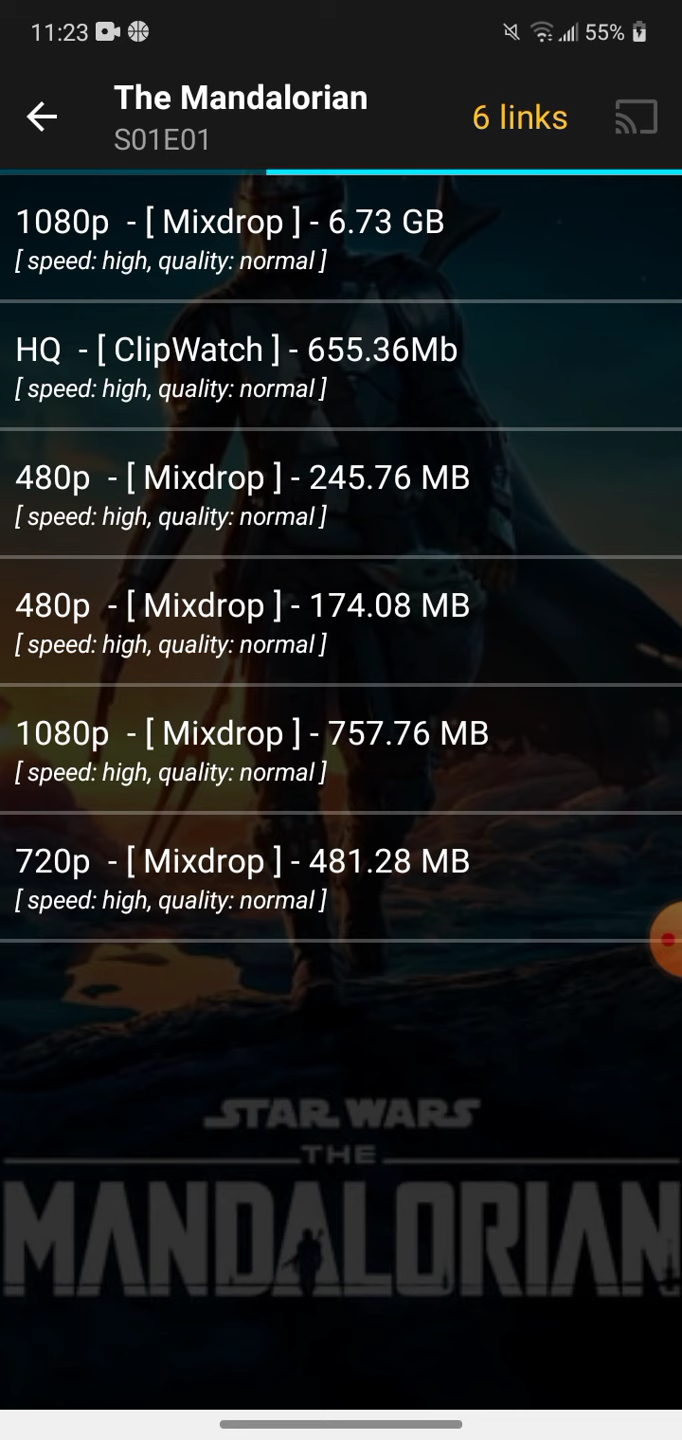 11:23
55%
The Mandalorian
S01E01
6 links
1080p - [ Mixdrop ] - 6.73 GB
[ speed: high, quality: normal ]
HQ - [ ClipWatch ] - 655.36Mb
[ speed: high, quality: normal ]
480p - [ Mixdrop ] - 245.76 MB
[ speed: high, quality: normal ]
480p - [ Mixdrop ] - 174.08 MB
[ speed: high, quality: normal ]
1080p - [ Mixdrop ] - 757.76 MB
[ speed: high, quality: normal ]
720p - [ Mixdrop ] - 481.28 MB
[ speed: high, quality: normal ]
STAR WARS
THE
MANDALORIAN